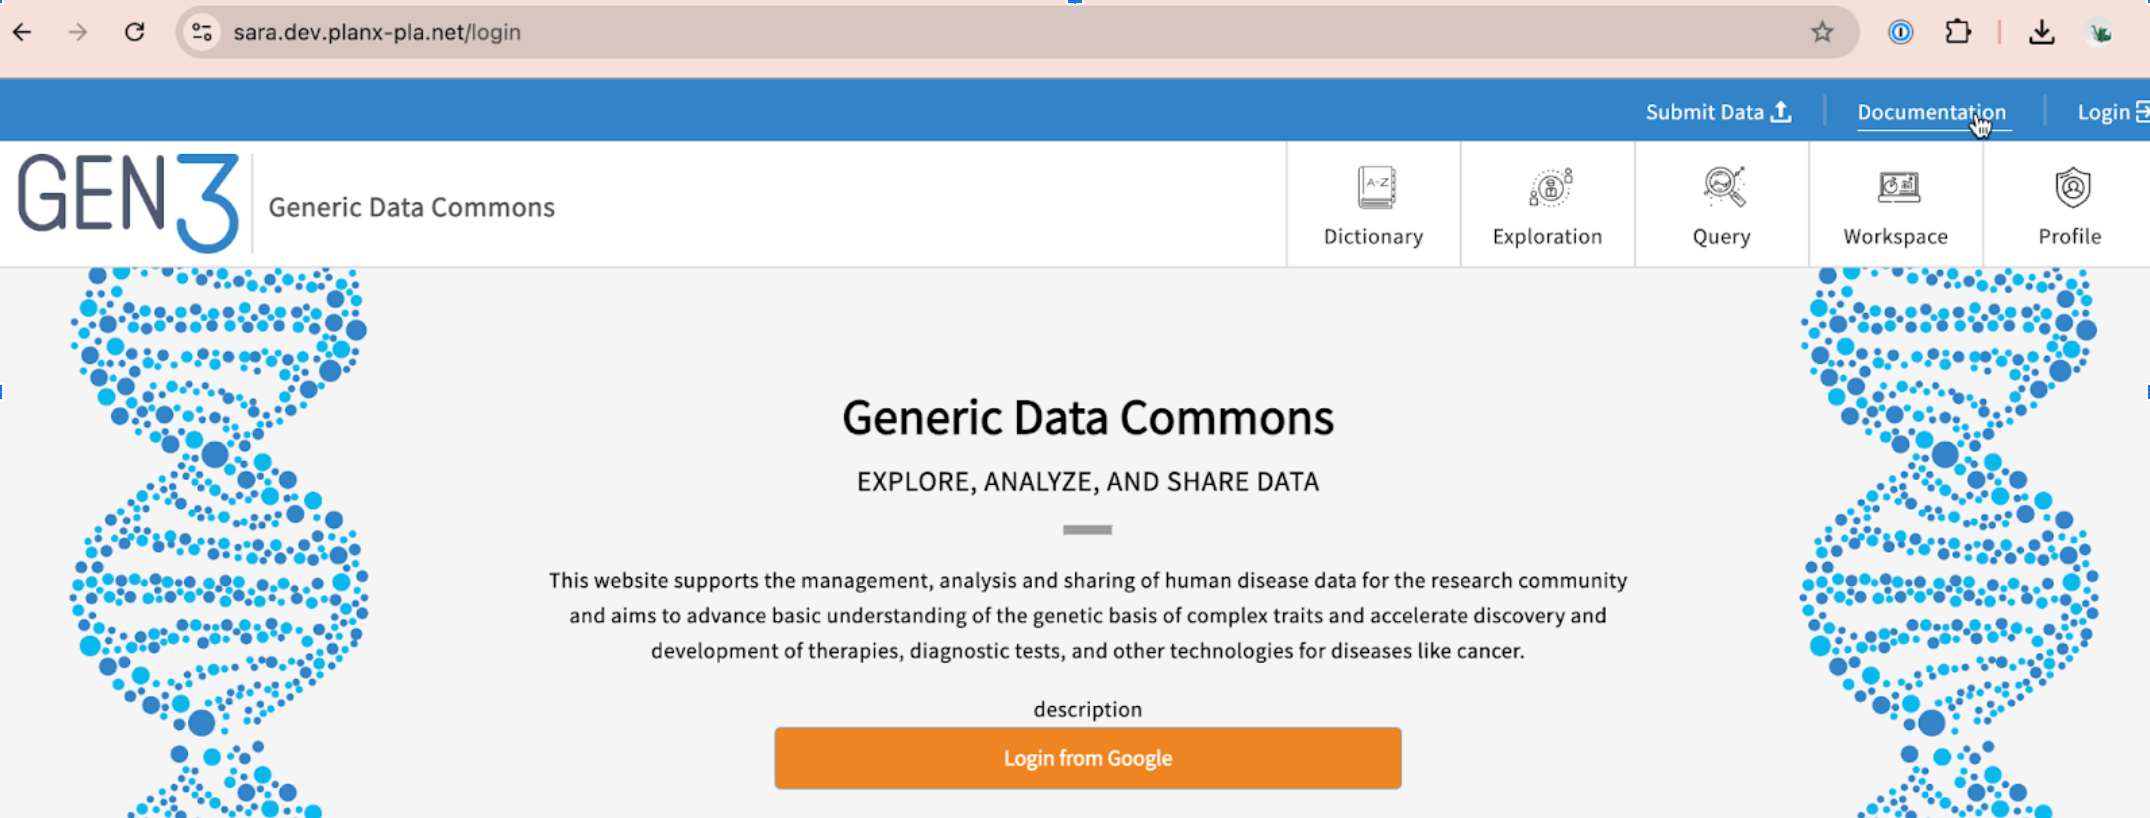 sara.dev.planx-pla.net/login
Submit Data
Documentation
Login
GEN3
Generic Data Commons
A-Z
Dictionary
Exploration
Query
Workspace
Profile
Generic Data Commons
EXPLORE, ANALYZE, AND SHARE DATA
This website supports the management, analysis and sharing of human disease data for the research community
and aims to advance basic understanding of the genetic basis of complex traits and accelerate discovery and
development of therapies, diagnostic tests, and other technologies for diseases like cancer.
description
Login from Google